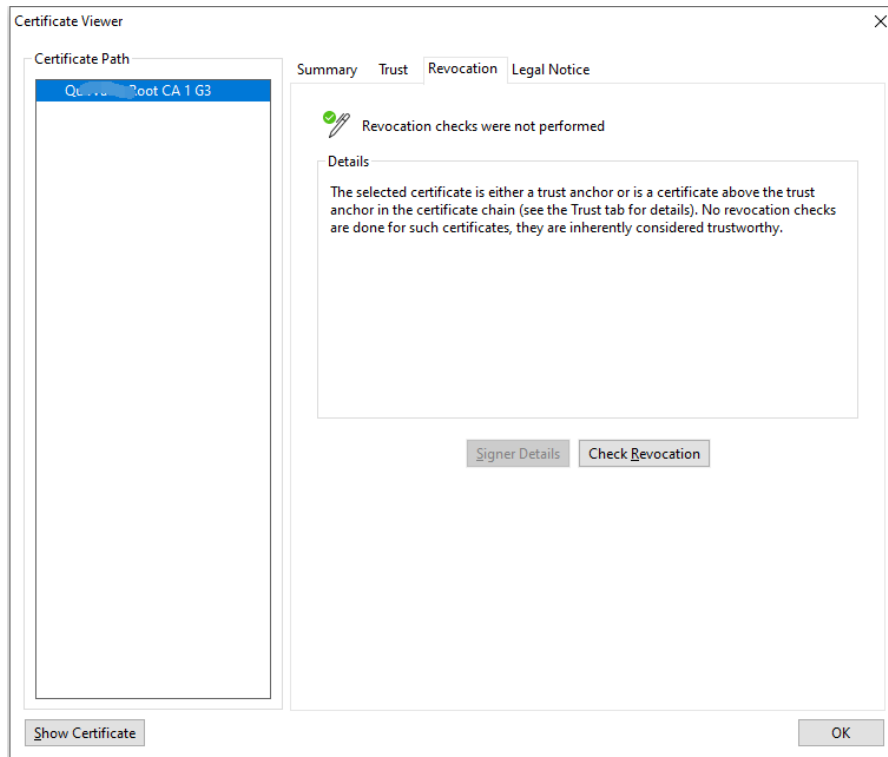 Certificate Viewer
Certificate Path
Root CA 1 G3
Summary Trust Revocation Legal Notice
Revocation checks were not performed
Details
The selected certificate is either a trust anchor or is a certificate above the trust
anchor in the certificate chain (see the Trust tab for details). No revocation checks
are done for such certificates, they are inherently considered trustworthy.
Signer Details Check Revocation
Show Certificate OK